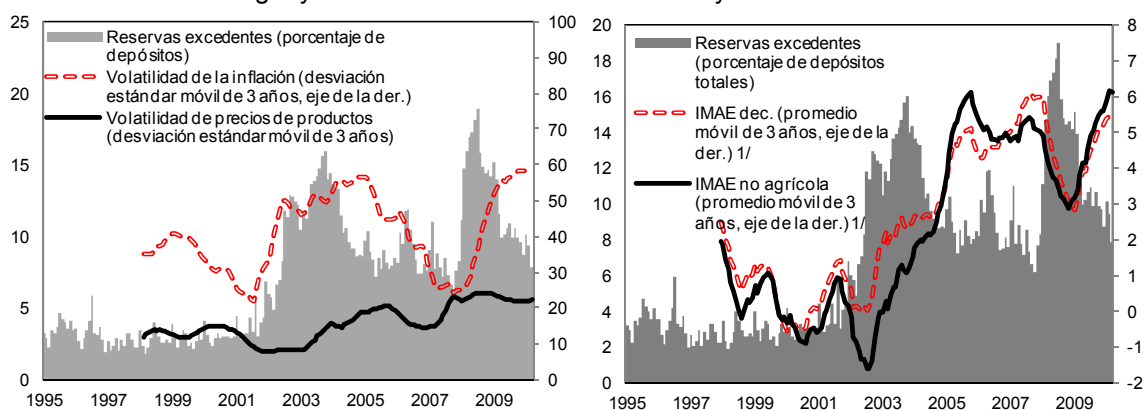 25
20
15
10
5
0
100
90
80
70
60
50
40
30
20
10
0
1995 1997 1999 2001 2003 2005 2007 2009
Reservas excedentes (porcentaje de
depósitos)
Volatilidad de la inflación (desviación
estándar móvil de 3 años, eje de la der.)
Volatilidad de precios de productos
(desviación estándar móvil de 3 años)
20
18
16
14
12
10
8
6
4
2
0
8
7
6
5
4
3
2
1
0
-1
-2
1995 1997 1999 2001 2003 2005 2007 2009
Reservas excedentes
(porcentaje de depósitos
totales)
IMAE dec. (promedio
móvil de 3 años, eje de la
der.) 1/
IMAE no agrícola
(promedio móvil de 3
años, eje de la der.) 1/